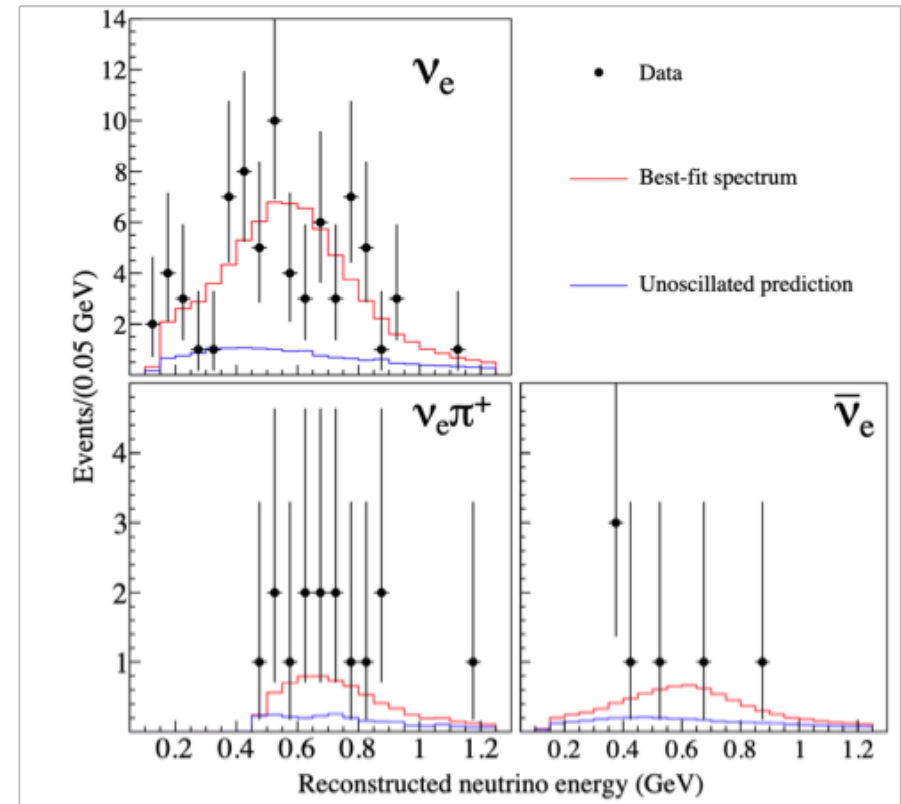 14
12
10
8
6
4
2
νe
Data
Best-fit spectrum
Unoscillated prediction
Events/(0.05 GeV)
4
3
2
1
νeπ+
ν̅e
0.2 0.4 0.6 0.8 1 1.2
0.2 0.4 0.6 0.8 1 1.2
Reconstructed neutrino energy (GeV)